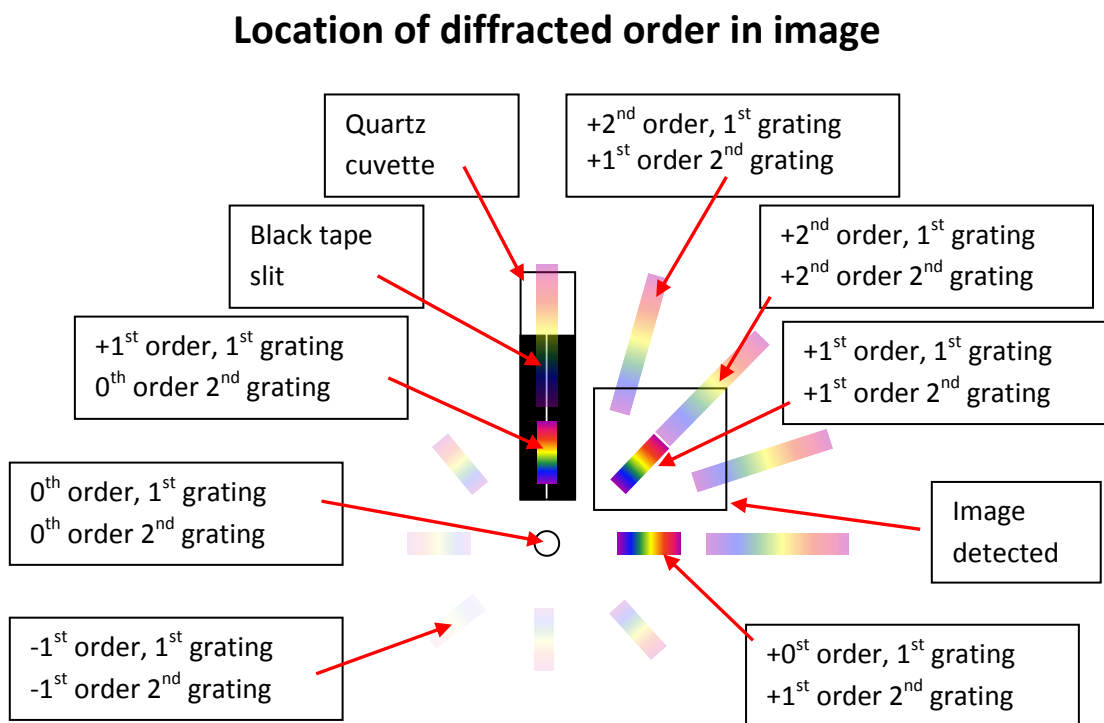 Location of diffracted order in image
Quartz
cuvette
+2nd order, 1st grating
+1st order 2nd grating
Black tape
slit
+2nd order, 1st grating
+2nd order 2nd grating
+1st order, 1st grating
0th order 2nd grating
+1st order, 1st grating
+1st order 2nd grating
0th order, 1st grating
0th order 2nd grating
Image
detected
-1st order, 1st grating
-1st order 2nd grating
+0st order, 1st grating
+1st order 2nd grating